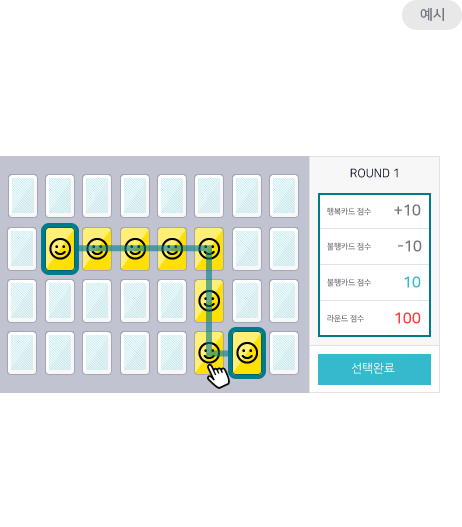 예시
ROUND 1
행복카드 점수 +10
불행카드 점수 -10
불행카드 점수 10
라운드 점수 100
선택완료